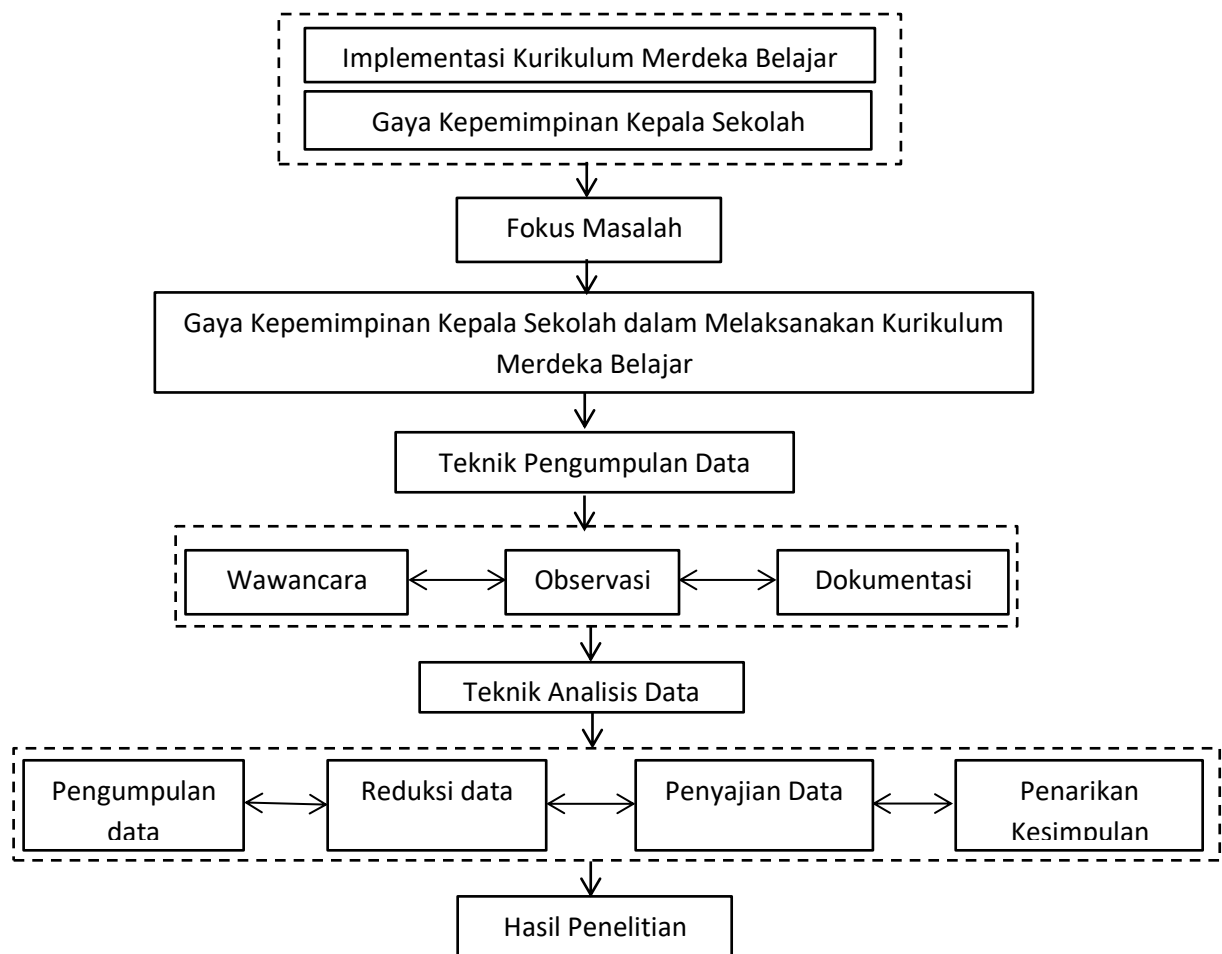 Implementasi Kurikulum Merdeka Belajar
Gaya Kepemimpinan Kepala Sekolah
Fokus Masalah
Gaya Kepemimpinan Kepala Sekolah dalam Melaksanakan Kurikulum
Merdeka Belajar
Teknik Pengumpulan Data
Wawancara
Observasi
Dokumentasi
Teknik Analisis Data
Pengumpulan
data
Reduksi data
Penyajian Data
Penarikan
Kesimpulan
Hasil Penelitian